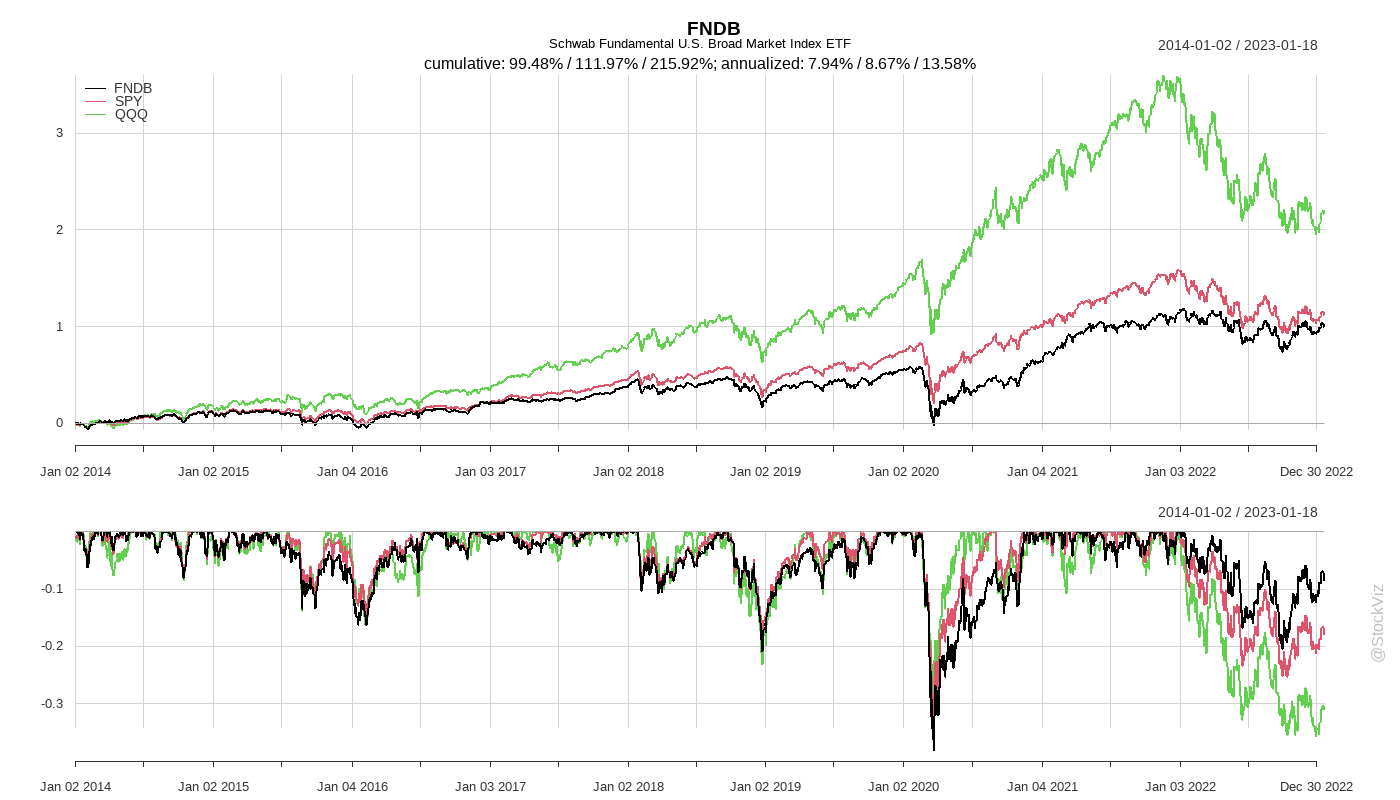 FNDB
Schwab Fundamental U.S. Broad Market Index ETF
2014-01-02 / 2023-01-18
cumulative: 99.48% / 111.97% / 215.92%; annualized: 7.94% / 8.67% / 13.58%
FNDB
SPY
QQQ
3
2
1
0
Jan 02 2014 Jan 02 2015 Jan 04 2016 Jan 03 2017 Jan 02 2018 Jan 02 2019 Jan 02 2020 Jan 04 2021 Jan 03 2022 Dec 30 2022
2014-01-02 / 2023-01-18
-0.1
-0.2
-0.3
Jan 02 2014 Jan 02 2015 Jan 04 2016 Jan 03 2017 Jan 02 2018 Jan 02 2019 Jan 02 2020 Jan 04 2021 Jan 03 2022 Dec 30 2022
@StockViz